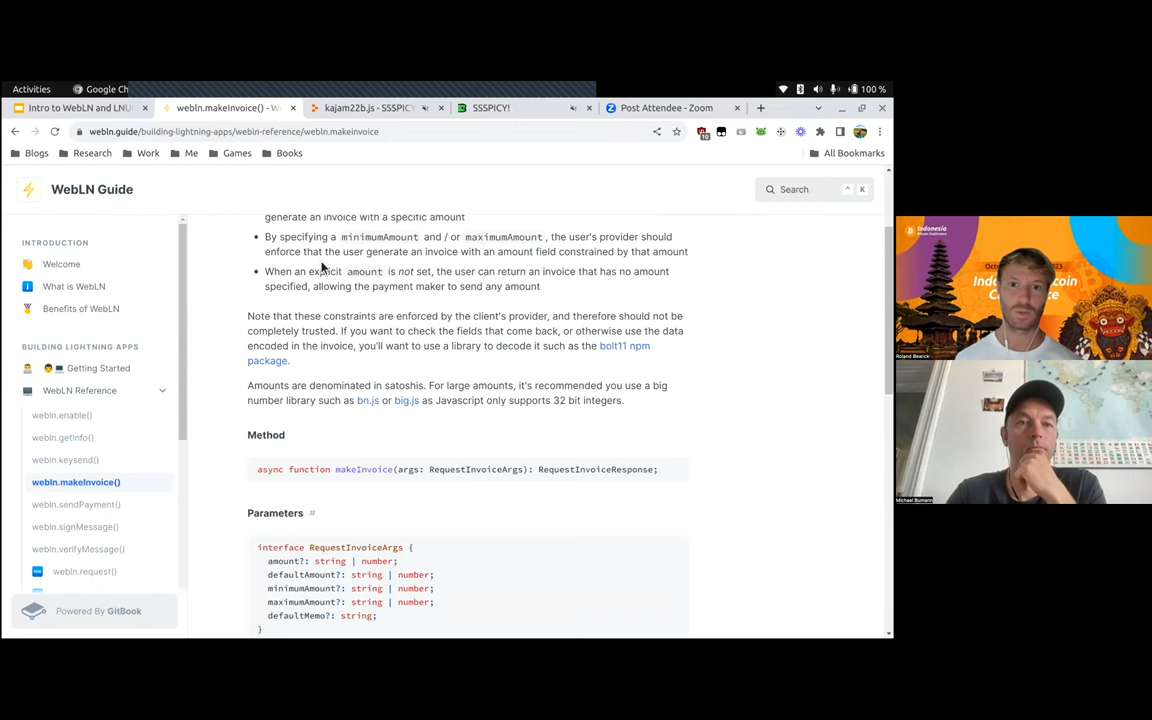 Activities
Google Ch
100 %
Intro to WebLN and LNU
webln.makeInvoice() - W
kajam22b.js - SSSPICY
SSSPICY!
Post Attendee - Zoom
webln.guide/building-lightning-apps/webln-reference/webln.makeinvoice
10
Blogs
Research
Work
Me
Games
Books
All Bookmarks
WebLN Guide
Search
^
K
INTRODUCTION
Welcome
What is WebLN
Benefits of WebLN
BUILDING LIGHTNING APPS
Getting Started
WebLN Reference
webln.enable()
webln.getInfo()
webln.keysend()
webln.makeInvoice()
webln.sendPayment()
webln.signMessage()
webln.verifyMessage()
webln.request()
Powered By GitBook
generate an invoice with a specific amount
• By specifying a minimumAmount and / or maximumAmount, the user's provider should
enforce that the user generate an invoice with an amount field constrained by that amount
• When an explicit amount is not set, the user can return an invoice that has no amount
specified, allowing the payment maker to send any amount
Note that these constraints are enforced by the client's provider, and therefore should not be
completely trusted. If you want to check the fields that come back, or otherwise use the data
encoded in the invoice, you'll want to use a library to decode it such as the bolt11 npm
package.
Amounts are denominated in satoshis. For large amounts, it's recommended you use a big
number library such as bn.js or big.js as Javascript only supports 32 bit integers.
Method
async function makeInvoice(args: RequestInvoiceArgs): RequestInvoiceResponse;
Parameters #
interface RequestInvoiceArgs {
amount?: string | number;
defaultAmount?: string | number;
minimumAmount?: string | number;
maximumAmount?: string | number;
defaultMemo?: string;
}
Indonesia
Bitcoin Conference
2023
Roland Bewick
Michael Bumann